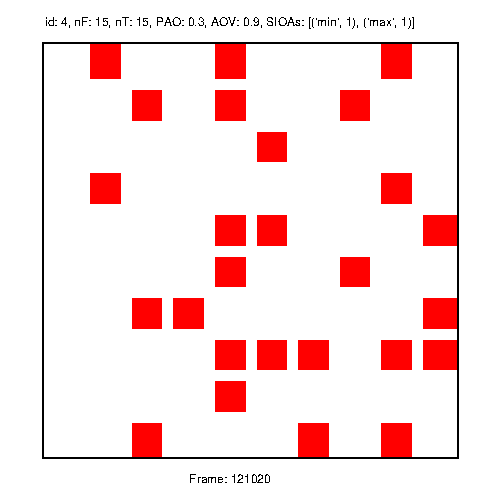 id: 4, nF: 15, nT: 15, PAO: 0.3, AOV: 0.9, SIOAs: [('min', 1), ('max', 1)]
Frame: 121020